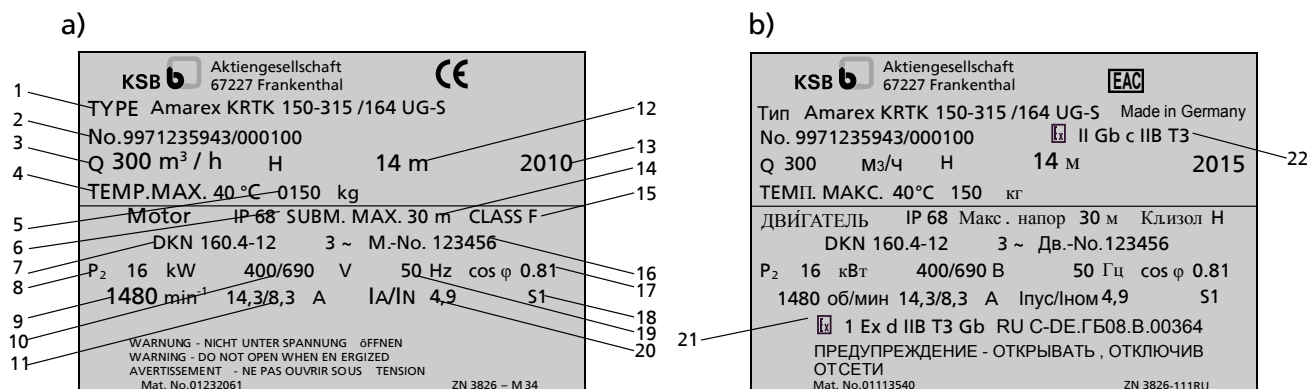 a)
KSB b Aktiengesellschaft
67227 Frankenthal
CE
TYPE Amarex KRTK 150-315 /164 UG-S
No. 9971235943/000100
Q 300 m³ / h H 14 m 2010
TEMP.MAX. 40 °C 0150 kg
Motor IP 68 SUBM. MAX. 30 m CLASS F
DKN 160.4-12 3 ~ M.-No. 123456
P₂ 16 kW 400/690 V 50 Hz cos φ 0.81
1480 min⁻¹ 14,3/8,3 A IA/IN 4,9 S1
WARNUNG - NICHT UNTER SPANNUNG öFFNEN
WARNING - DO NOT OPEN WHEN EN ERGIZED
AVERTISSEMENT - NE PAS OUVRIR SOUS TENSION
Mat. No.01232061 ZN 3826 – M 34
1
2
3
4
5
6
7
8
9
10
11
12
13
14
15
16
17
18
19
20
b)
KSB b Aktiengesellschaft
67227 Frankenthal
EAC
Тип Amarex KRTK 150-315 /164 UG-S Made in Germany
No. 9971235943/000100 Ex II Gb c IIB T3
Q 300 м3/ч H 14 м 2015
ТЕМП. МАКС. 40°C 150 кг
ДВИГАТЕЛЬ IP 68 Макс . напор 30 м Кл.изол H
DKN 160.4-12 3 ~ Дв.-No. 123456
P₂ 16 кВт 400/690 В 50 Гц cos φ 0.81
1480 об/мин 14,3/8,3 A Iпус/Iном 4,9 S1
Ex 1 Ex d IIB T3 Gb RU C-DE.ГБ08.В.00364
ПРЕДУПРЕЖДЕНИЕ - ОТКРЫВАТЬ , ОТКЛЮЧИВ
ОТ СЕТИ
Mat. No.01113540 ZN 3826-111RU
21
22